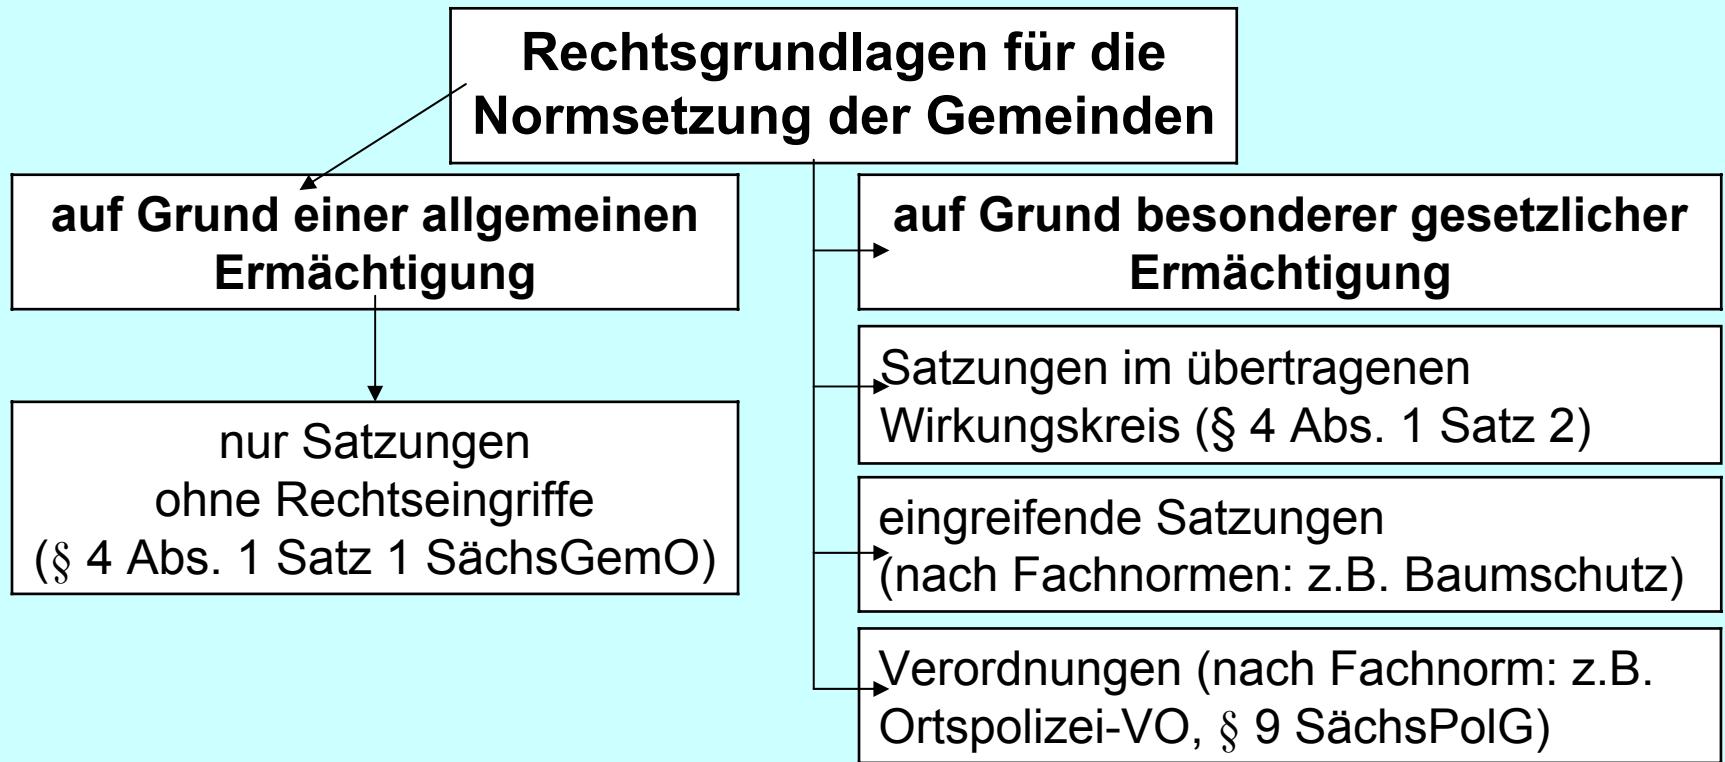 Rechtsgrundlagen für die
Normsetzung der Gemeinden
auf Grund einer allgemeinen
Ermächtigung
nur Satzungen
ohne Rechtseingriffe
(§ 4 Abs. 1 Satz 1 SächsGemO)
auf Grund besonderer gesetzlicher
Ermächtigung
Satzungen im übertragenen
Wirkungskreis (§ 4 Abs. 1 Satz 2)
eingreifende Satzungen
(nach Fachnormen: z.B. Baumschutz)
Verordnungen (nach Fachnorm: z.B.
Ortspolizei-VO, § 9 SächsPolG)